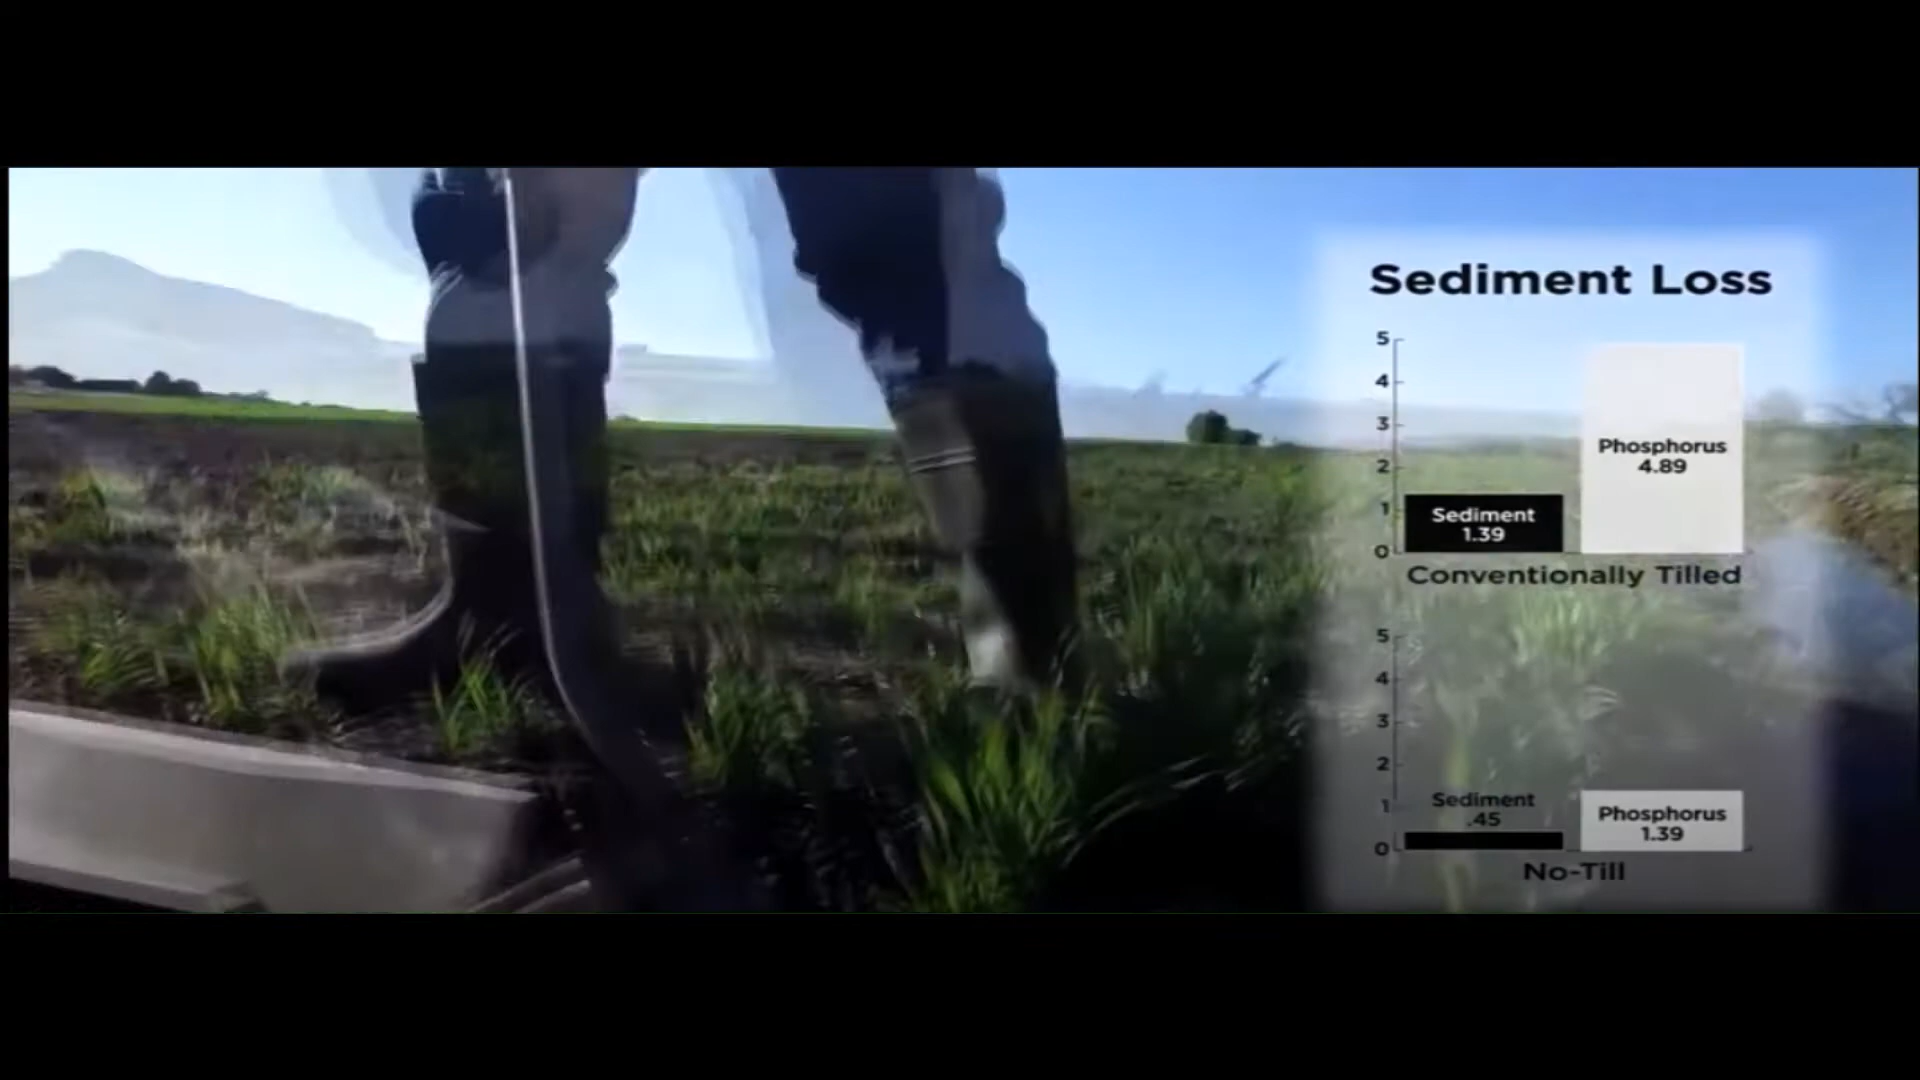 Sediment Loss
5
4
3
2
1
0
Sediment
1.39
Phosphorus
4.89
Conventionally Tilled
5
4
3
2
1
0
Sediment
.45
Phosphorus
1.39
No-Till